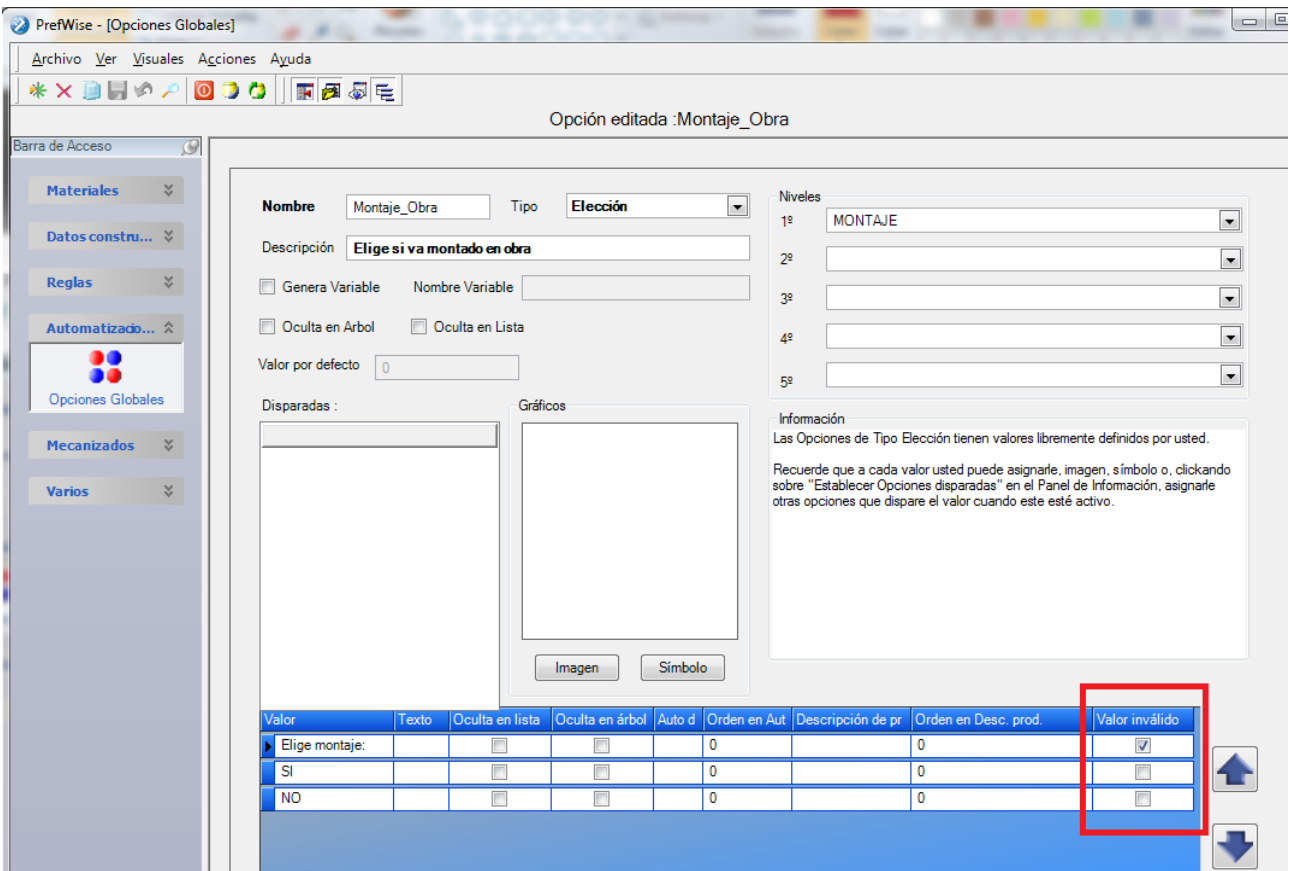 PrefWise - [Opciones Globales]
Archivo Ver Visuales Acciones Ayuda
Opción editada :Montaje_Obra
Barra de Acceso
Materiales
Datos constru...
Reglas
Automatizacio...
Opciones Globales
Mecanizados
Varios
Nombre Montaje_Obra Tipo Elección
Descripción Elige si va montado en obra
Genera Variable Nombre Variable
Oculta en Arbol Oculta en Lista
Valor por defecto 0
Disparadas :
Gráficos
Imagen Símbolo
Niveles
1º MONTAJE
2º
3º
4º
5º
Información
Las Opciones de Tipo Elección tienen valores libremente definidos por usted.
Recuerde que a cada valor usted puede asignarle, imagen, símbolo o, clickando
sobre "Establecer Opciones disparadas" en el Panel de Información, asignarle
otras opciones que dispare el valor cuando este esté activo.
Valor Texto Oculta en lista Oculta en árbol Auto d Orden en Aut Descripción de pr Orden en Desc. prod. Valor inválido
Elige montaje: 0 0
SI 0 0
NO 0 0